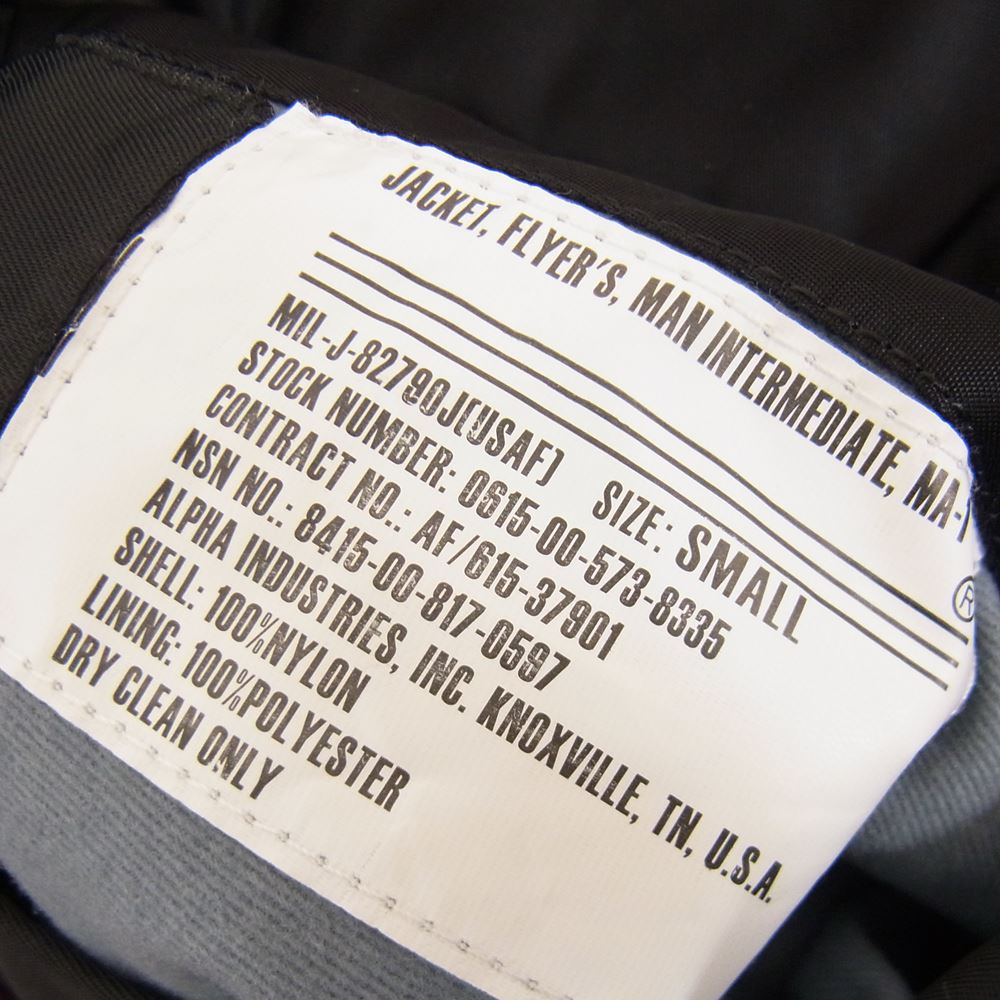 JACKET, FLYER'S, MAN INTERMEDIATE, MA-1
®
MIL-J-82790J(USAF) SIZE: SMALL
STOCK NUMBER: 0615-00-573-8335
CONTRACT NO.: AF/615-37901
NSN NO.: 8415-00-817-0597
ALPHA INDUSTRIES, INC. KNOXVILLE, TN, U.S.A.
SHELL: 100%NYLON
LINING: 100%POLYESTER
DRY CLEAN ONLY